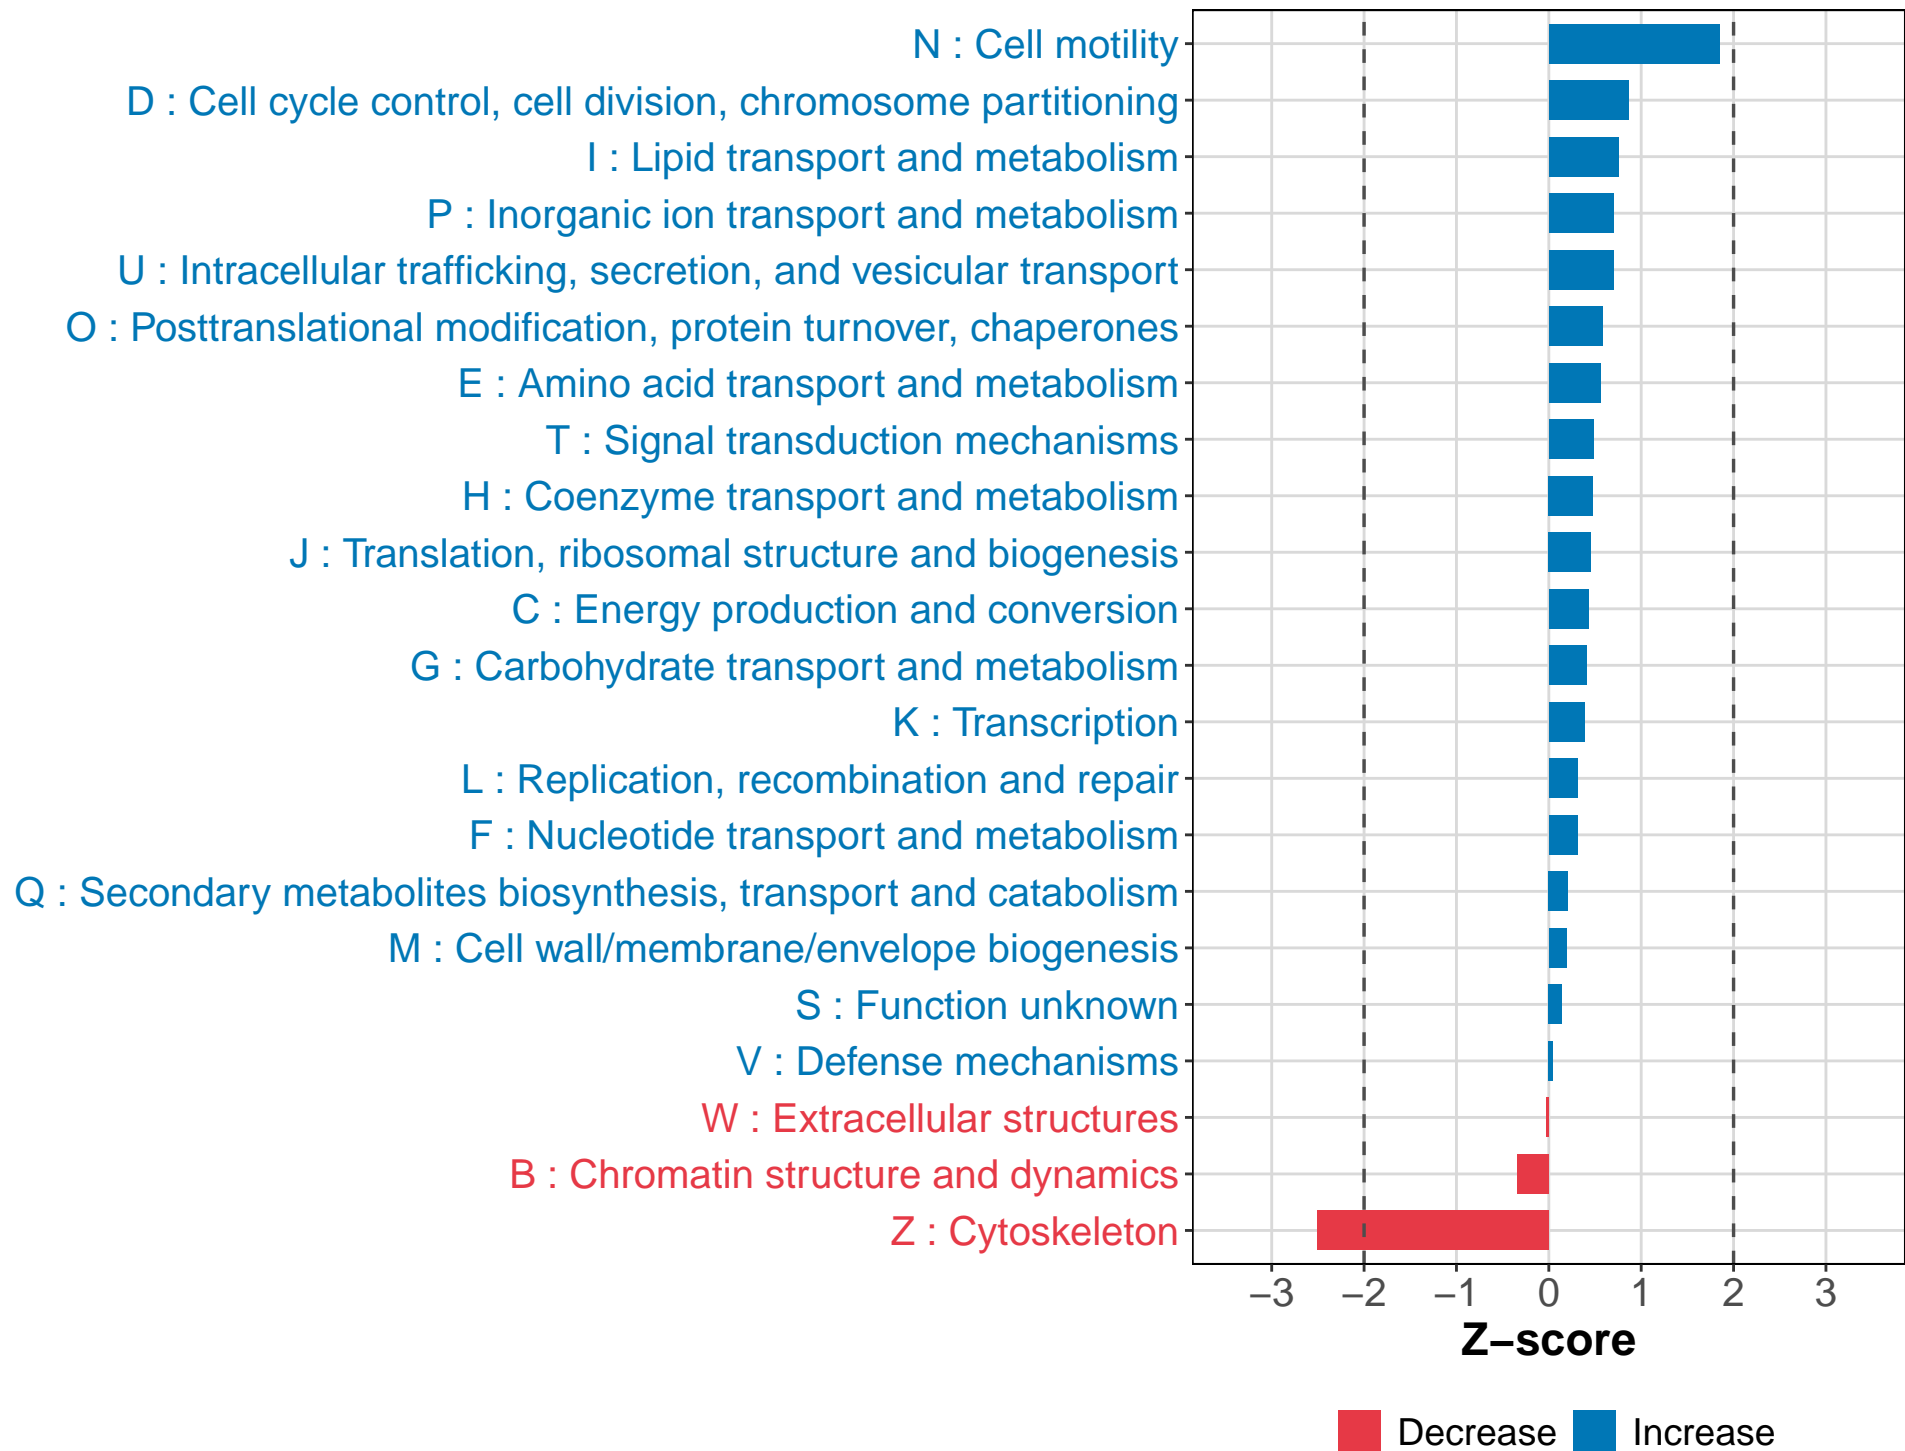 N : Cell motility
D : Cell cycle control, cell division, chromosome partitioning
I : Lipid transport and metabolism
P : Inorganic ion transport and metabolism
U : Intracellular trafficking, secretion, and vesicular transport
O : Posttranslational modification, protein turnover, chaperones
E : Amino acid transport and metabolism
T : Signal transduction mechanisms
H : Coenzyme transport and metabolism
J : Translation, ribosomal structure and biogenesis
C : Energy production and conversion
G : Carbohydrate transport and metabolism
K : Transcription
L : Replication, recombination and repair
F : Nucleotide transport and metabolism
Q : Secondary metabolites biosynthesis, transport and catabolism
M : Cell wall/membrane/envelope biogenesis
S : Function unknown
V : Defense mechanisms
W : Extracellular structures
B : Chromatin structure and dynamics
Z : Cytoskeleton
−3 −2 −1 0 1 2 3
Z−score
Decrease Increase